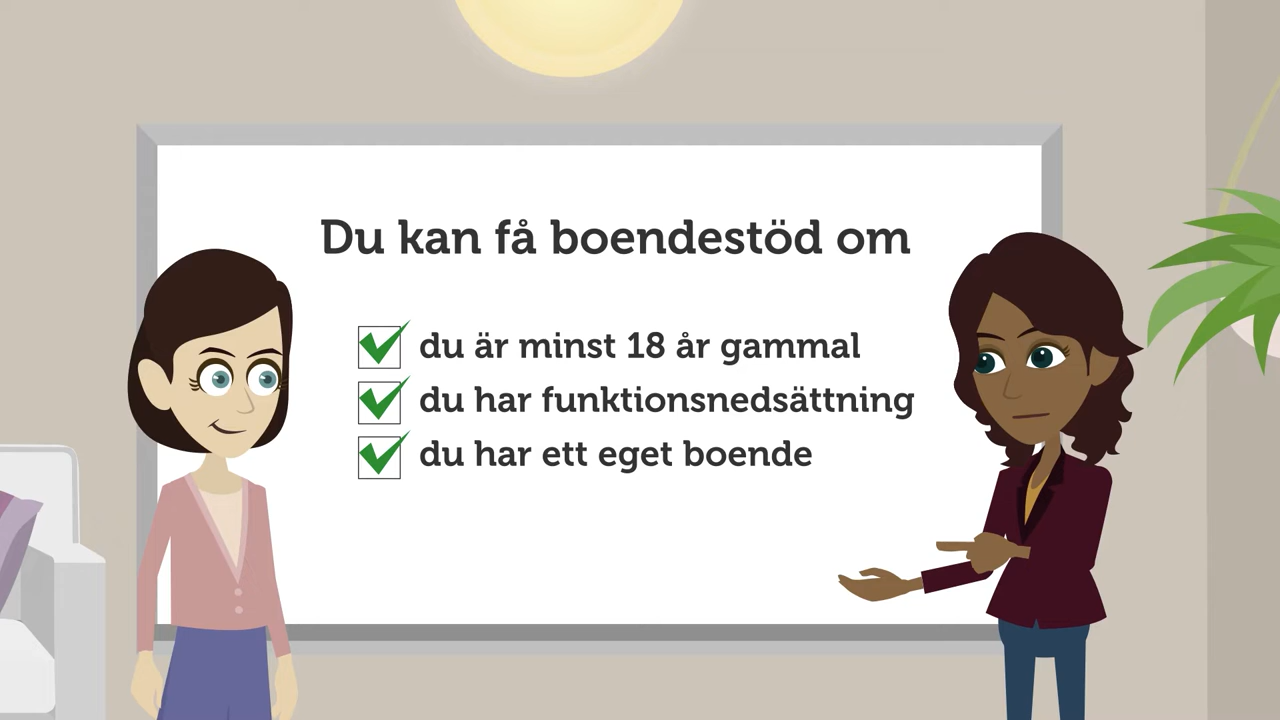 Du kan få boendestöd om
du är minst 18 år gammal
du har funktionsnedsättning
du har ett eget boende